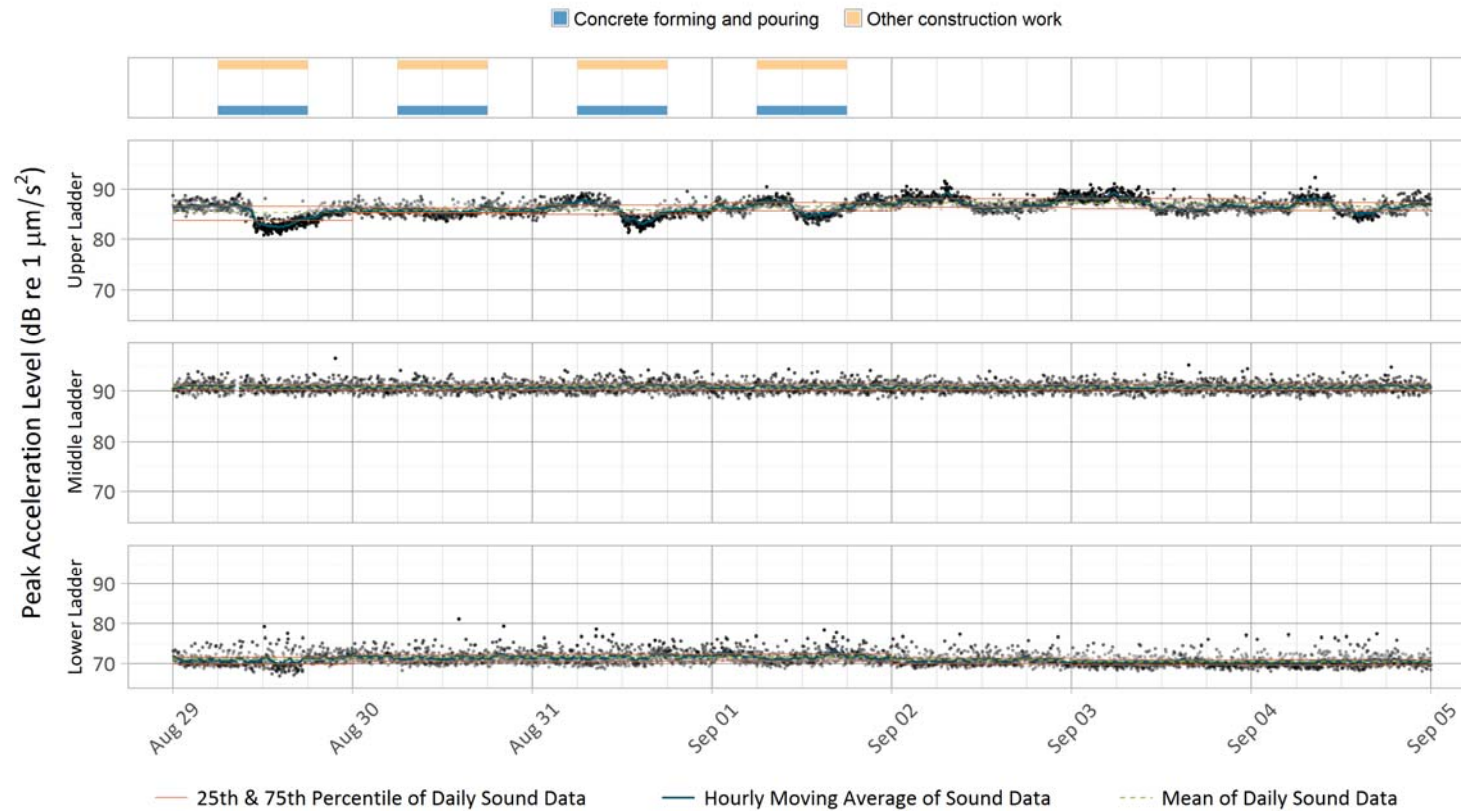 Concrete forming and pouring Other construction work
Peak Acceleration Level (dB re 1 µm/s²)
Upper Ladder
90
80
70
Middle Ladder
90
80
70
Lower Ladder
90
80
70
Aug 29 Aug 30 Aug 31 Sep 01 Sep 02 Sep 03 Sep 04 Sep 05
25th & 75th Percentile of Daily Sound Data Hourly Moving Average of Sound Data Mean of Daily Sound Data